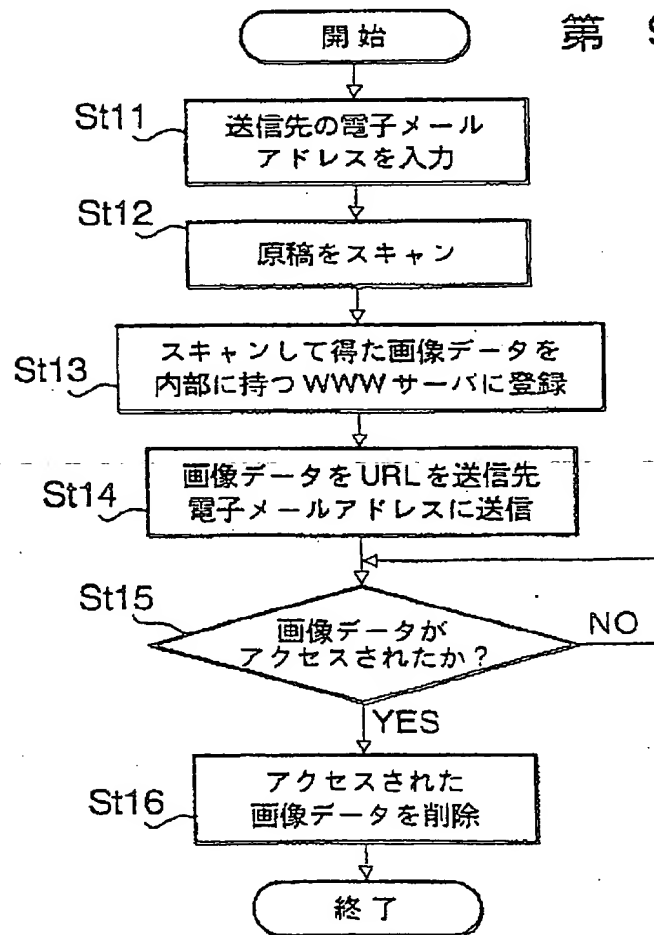 第
開始
St11
送信先の電子メール
アドレスを入力
St12
原稿をスキャン
St13
スキャンして得た画像データを
内部に持つWWWサーバに登録
St14
画像データをURLを送信先
電子メールアドレスに送信
St15
画像データが
アクセスされたか?
NO
YES
St16
アクセスされた
画像データを削除
終了